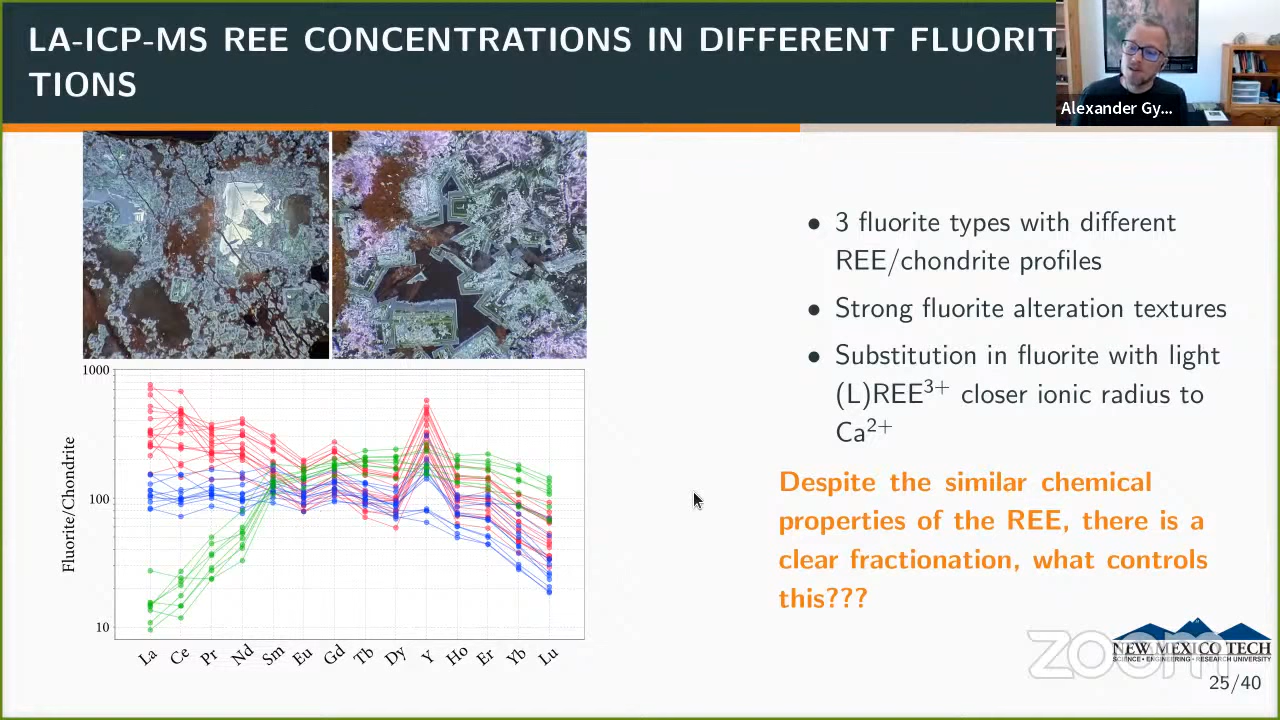 LA-ICP-MS REE CONCENTRATIONS IN DIFFERENT FLUORIT
TIONS
Alexander Gy...
• 3 fluorite types with different
REE/chondrite profiles
• Strong fluorite alteration textures
• Substitution in fluorite with light
(L)REE3+ closer ionic radius to
Ca2+
Despite the similar chemical
properties of the REE, there is a
clear fractionation, what controls
this???
1000
100
10
Fluorite/Chondrite
La Ce Pr Nd Sm Eu Gd Tb Dy Y Ho Er Yb Lu
zoom
NEW MEXICO TECH
SCIENCE • ENGINEERING • RESEARCH UNIVERSITY
25/40